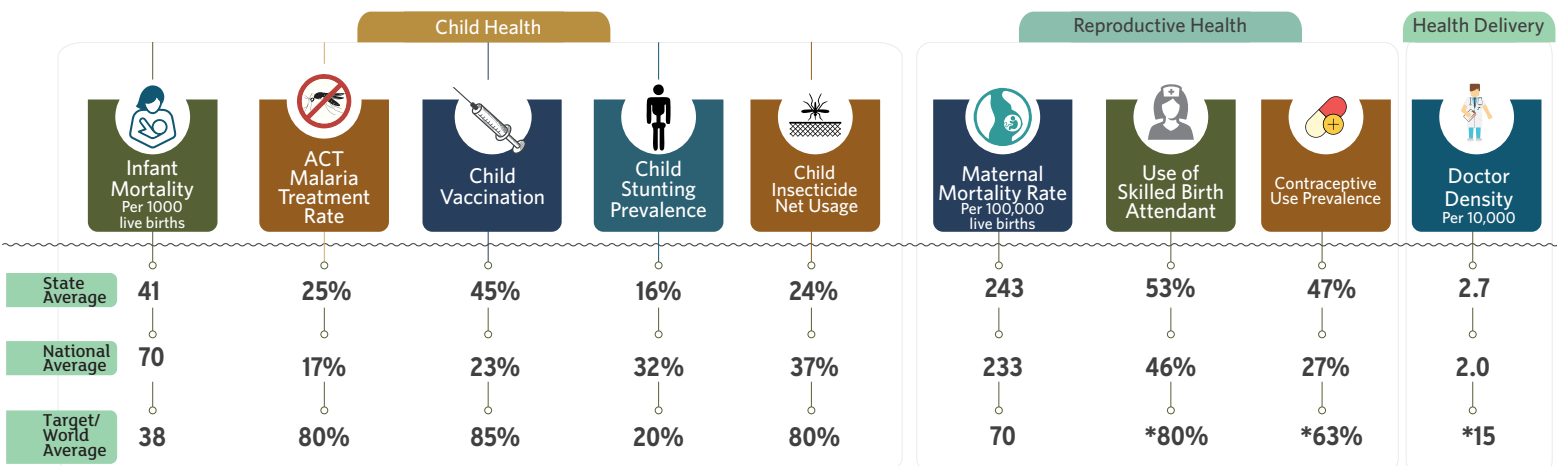 Child Health
Reproductive Health
Health Delivery
Infant
Mortality
Per 1000
live births
ACT
Malaria
Treatment
Rate
Child
Vaccination
Child
Stunting
Prevalence
Child
Insecticide
Net Usage
Maternal
Mortality Rate
Per 100,000
live births
Use of
Skilled Birth
Attendant
Contraceptive
Use Prevalence
Doctor
Density
Per 10,000
State
Average
41 25% 45% 16% 24% 243 53% 47% 2.7
National
Average
70 17% 23% 32% 37% 233 46% 27% 2.0
Target/
World
Average
38 80% 85% 20% 80% 70 *80% *63% *15